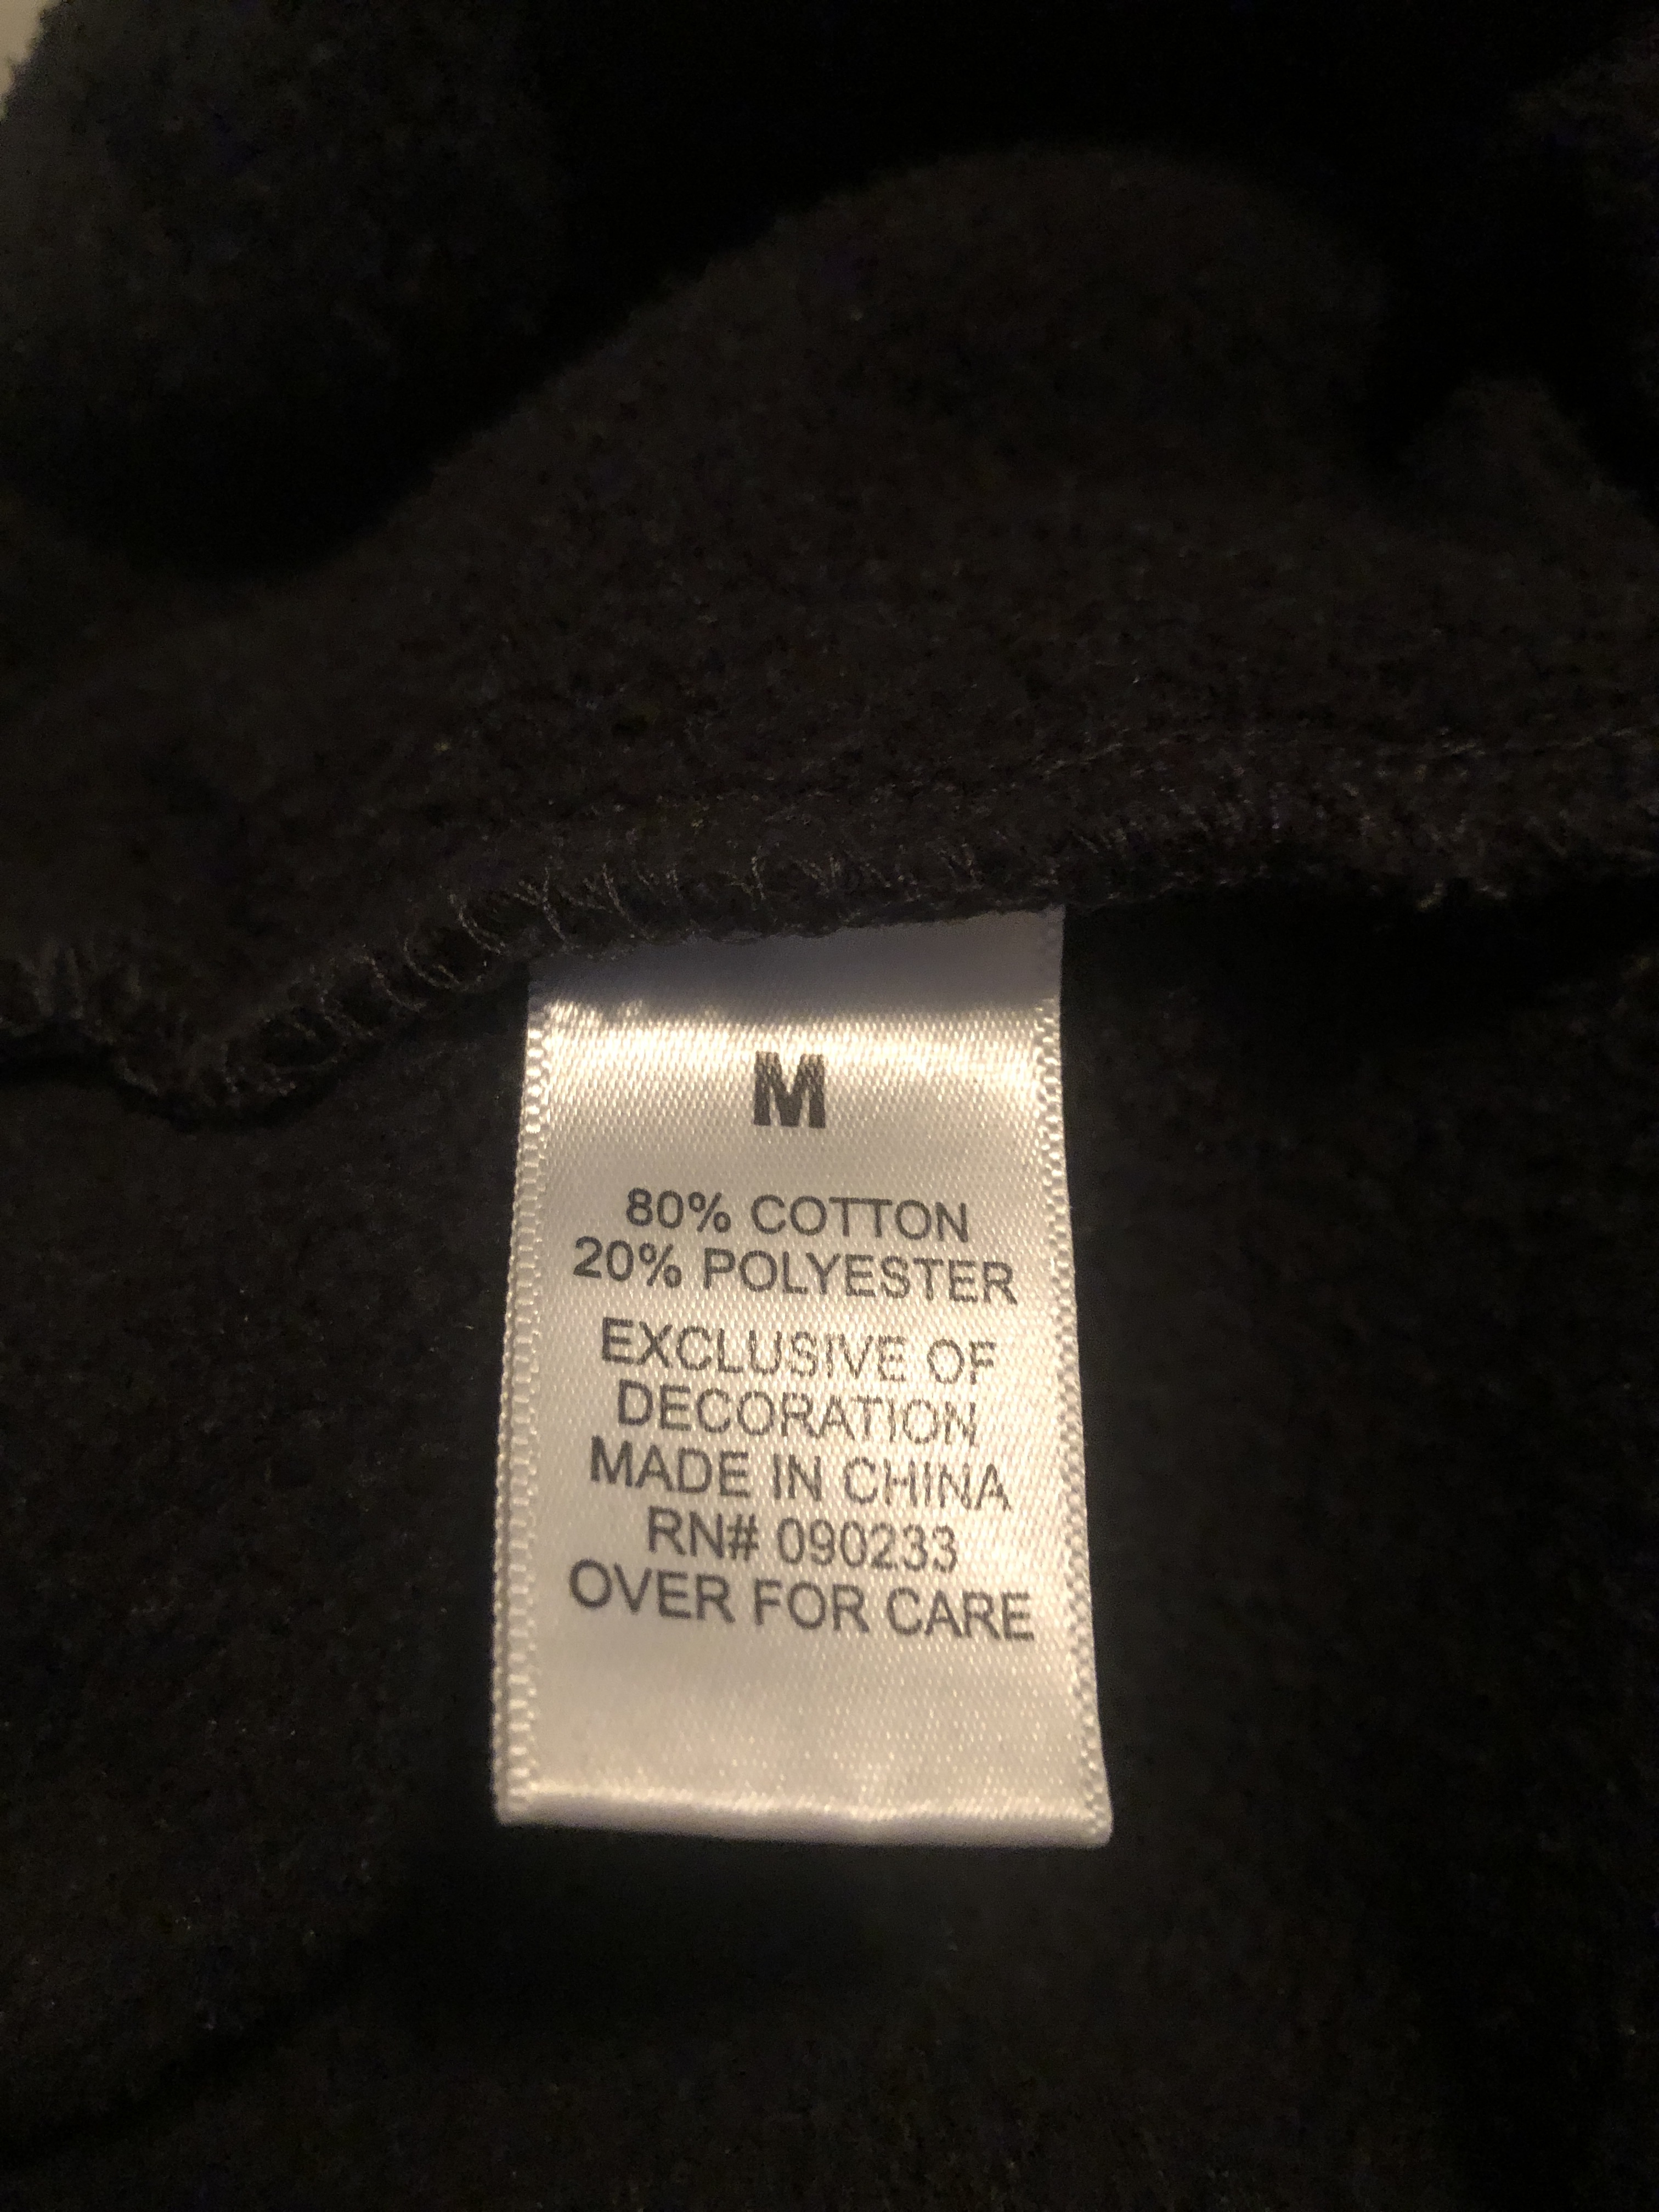 M
80% COTTON
20% POLYESTER
EXCLUSIVE OF
DECORATION
MADE IN CHINA
RN# 090233
OVER FOR CARE